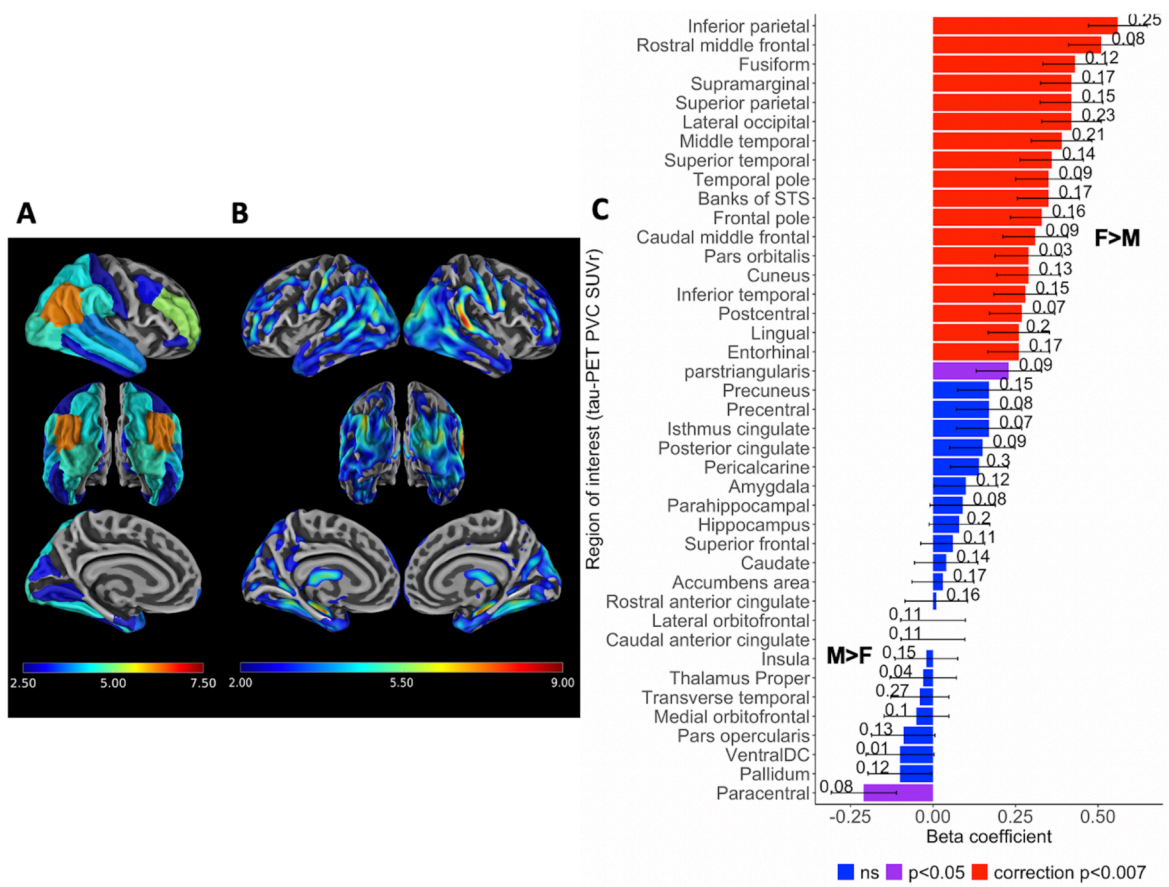 A
B
2.50 5.00 7.50
2.00 5.50 9.00
C
Region of interest (tau-PET PVC SUVr)
Inferior parietal 0.25
Rostral middle frontal 0.08
Fusiform 0.12
Supramarginal 0.17
Superior parietal 0.15
Lateral occipital 0.23
Middle temporal 0.21
Superior temporal 0.14
Temporal pole 0.09
Banks of STS 0.17
Frontal pole 0.16
Caudal middle frontal 0.09
F>M
Pars orbitalis 0.03
Cuneus 0.13
Inferior temporal 0.15
Postcentral 0.07
Lingual 0.2
Entorhinal 0.17
parstriangularis 0.09
Precuneus 0.15
Precentral 0.08
Isthmus cingulate 0.07
Posterior cingulate 0.09
Pericalcarine 0.3
Amygdala 0.12
Parahippocampal 0.08
Hippocampus 0.2
Superior frontal 0.11
Caudate 0.14
Accumbens area 0.17
Rostral anterior cingulate 0.16
Lateral orbitofrontal 0.11
Caudal anterior cingulate 0.11
M>F
Insula 0.15
Thalamus Proper 0.04
Transverse temporal 0.27
Medial orbitofrontal 0.1
Pars opercularis 0.13
VentralDC 0.01
Pallidum 0.12
Paracentral 0.08
-0.25 0.00 0.25 0.50
Beta coefficient
ns p<0.05 correction p<0.007